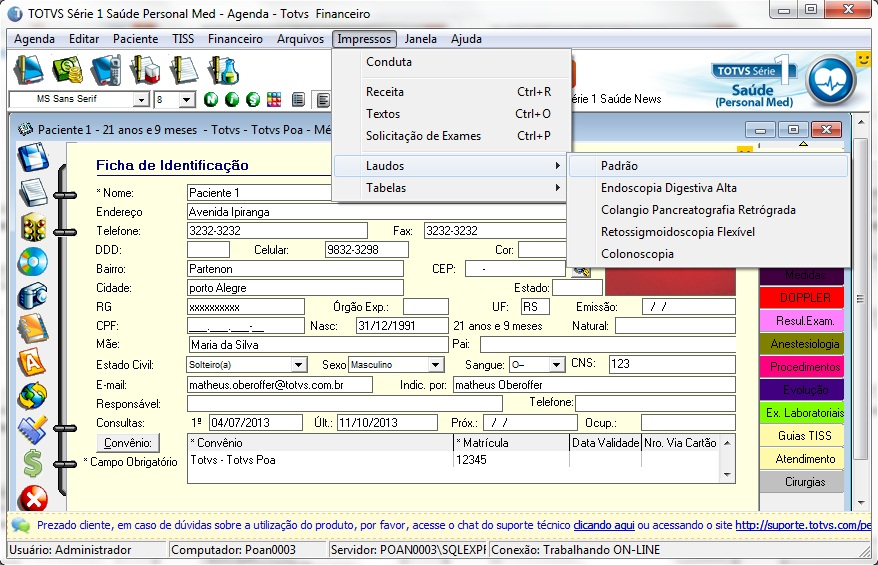 TOTVS Série 1 Saúde Personal Med - Agenda - Totvs Financeiro
Agenda Editar Paciente TISS Financeiro Arquivos Impressos Janela Ajuda
Conduta
Receita Ctrl+R
Textos Ctrl+O
Solicitação de Exames Ctrl+P
Laudos
Tabelas
Padrão
Endoscopia Digestiva Alta
Colangio Pancreatografia Retrógrada
Retossigmoidoscopia Flexível
Colonoscopia
MS Sans Serif 8 N I S
érie 1 Saúde News
TOTVS Série 1
Saúde
(Personal Med)
Paciente 1 - 21 anos e 9 meses - Totvs - Totvs Poa - Mé
Ficha de Identificação
* Nome: Paciente 1
Endereço Avenida Ipiranga
Telefone: 3232-3232 Fax: 3232-3232
DDD: Celular: 9832-3298 Cor:
Bairro: Partenon CEP: -
Cidade: porto Alegre Estado:
RG xxxxxxxxxx Órgão Exp.: UF: RS Emissão: / /
CPF: ___.___.___-__ Nasc: 31/12/1991 21 anos e 9 meses Natural:
Mãe: Maria da Silva Pai:
Estado Civil: Solteiro(a) Sexo Masculino Sangue: O- CNS: 123
E-mail: matheus.oberoffer@totvs.com.br Indic. por: matheus Oberoffer
Responsável: Telefone:
Consultas: 1º 04/07/2013 Últ.: 11/10/2013 Próx.: / / Ocup.:
Convênio: * Convênio * Matrícula Data Validade Nro. Via Cartão
* Campo Obrigatório Totvs - Totvs Poa 12345
Medidas
DOPPLER
Resul.Exam.
Anestesiologia
Procedimentos
Evolução
Ex. Laboratoriais
Guias TISS
Atendimento
Cirurgias
Prezado cliente, em caso de dúvidas sobre a utilização do produto, por favor, acesse o chat do suporte técnico clicando aqui ou acessando o site http://suporte.totvs.com/pe
Usuário: Administrador Computador: Poan0003 Servidor: POAN0003\SQLEXPF Conexão: Trabalhando ON-LINE